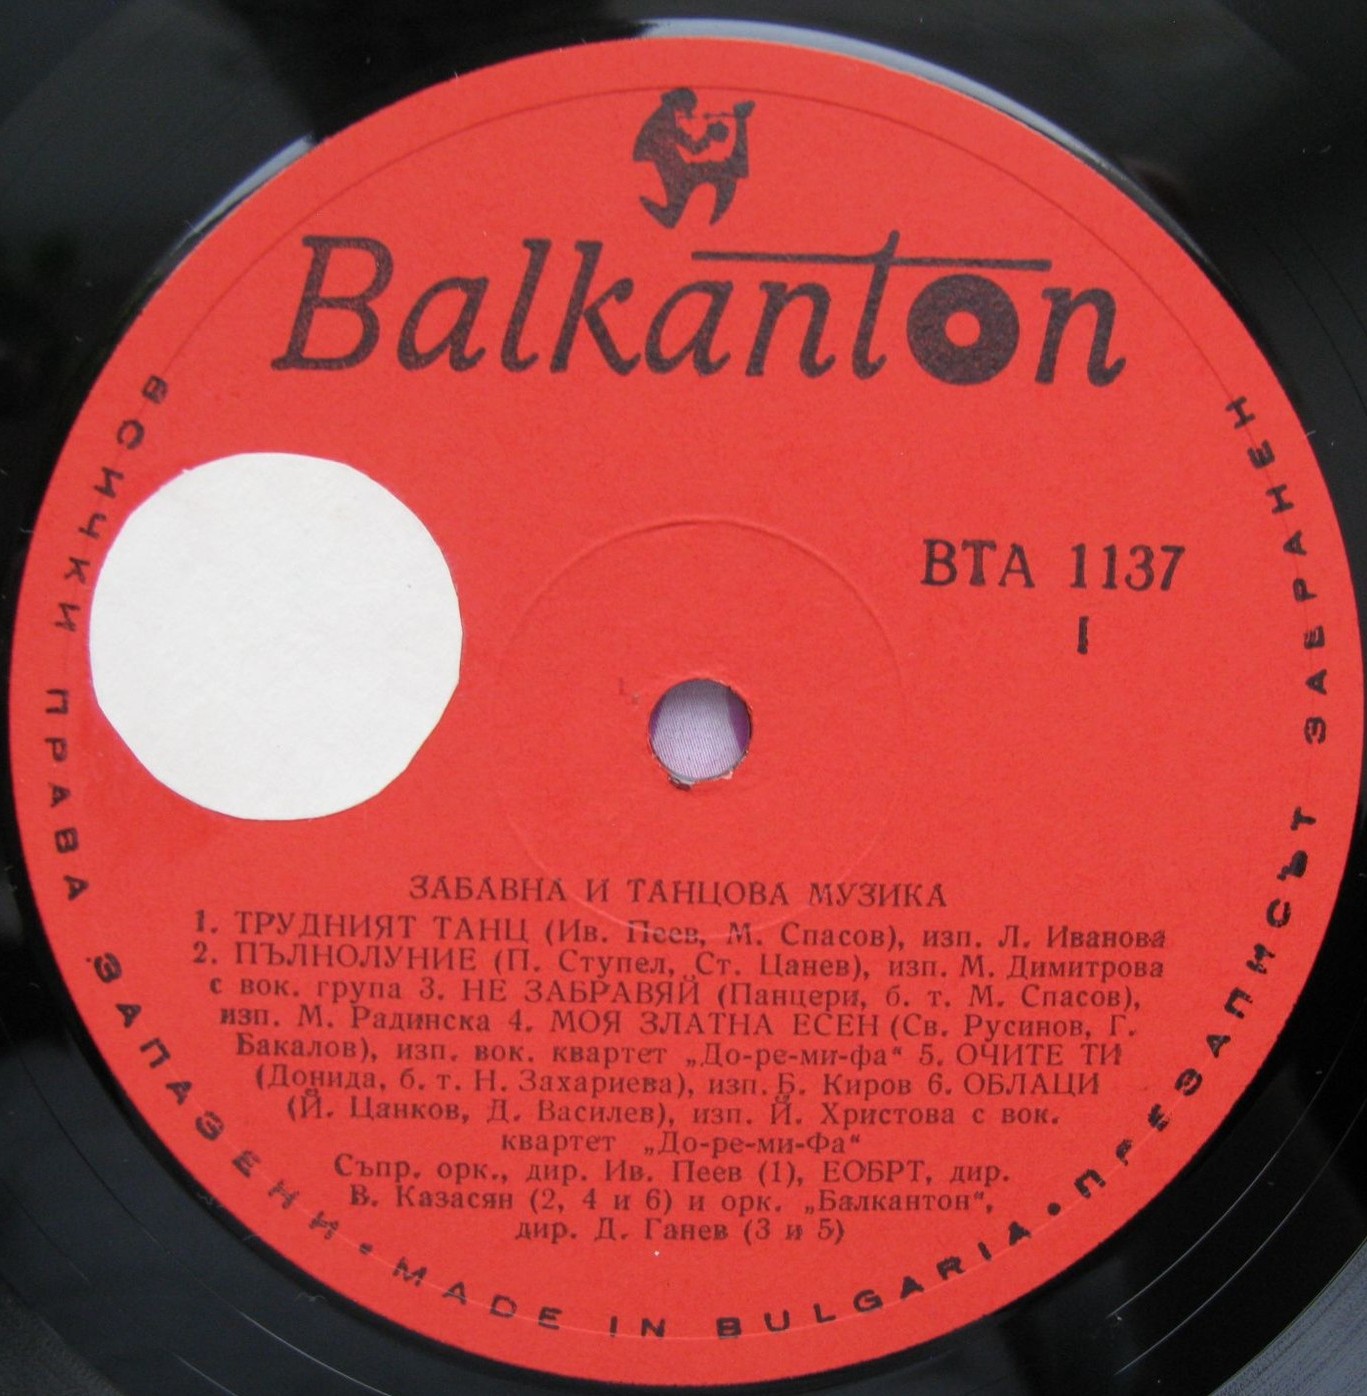 Balkanton
ВТА 1137
I
ЗАБАВНА И ТАНЦОВА МУЗИКА
1. ТРУДНИЯТ ТАНЦ (Ив. Пеев, М. Спасов), изп. Л. Иванова
2. ПЪЛНОЛУНИЕ (П. Ступел, Ст. Цанев), изп. М. Димитрова
с вок. група 3. НЕ ЗАБРАВЯЙ (Панцери, б. т. М. Спасов),
изп. М. Радинска 4. МОЯ ЗЛАТНА ЕСЕН (Св. Русинов, Г.
Бакалов), изп. вок. квартет „До-ре-ми-фа“ 5. ОЧИТЕ ТИ
(Донида, б. т. Н. Захариева), изп. Б. Киров 6. ОБЛАЦИ
(Й. Цанков, Д. Василев), изп. Й. Христова с вок.
квартет „До-ре-ми-Фа“
Съпр. орк., дир. Ив. Пеев (1), ЕОБРТ, дир.
В. Казасян (2, 4 и 6) и орк. „Балкантон“,
дир. Д. Ганев (3 и 5)
ВСИЧКИ ПРАВА ЗАПАЗЕНИ • MADE IN BULGARIA • ПРЕЗАПИСЪТ ЗАБРАНЕН